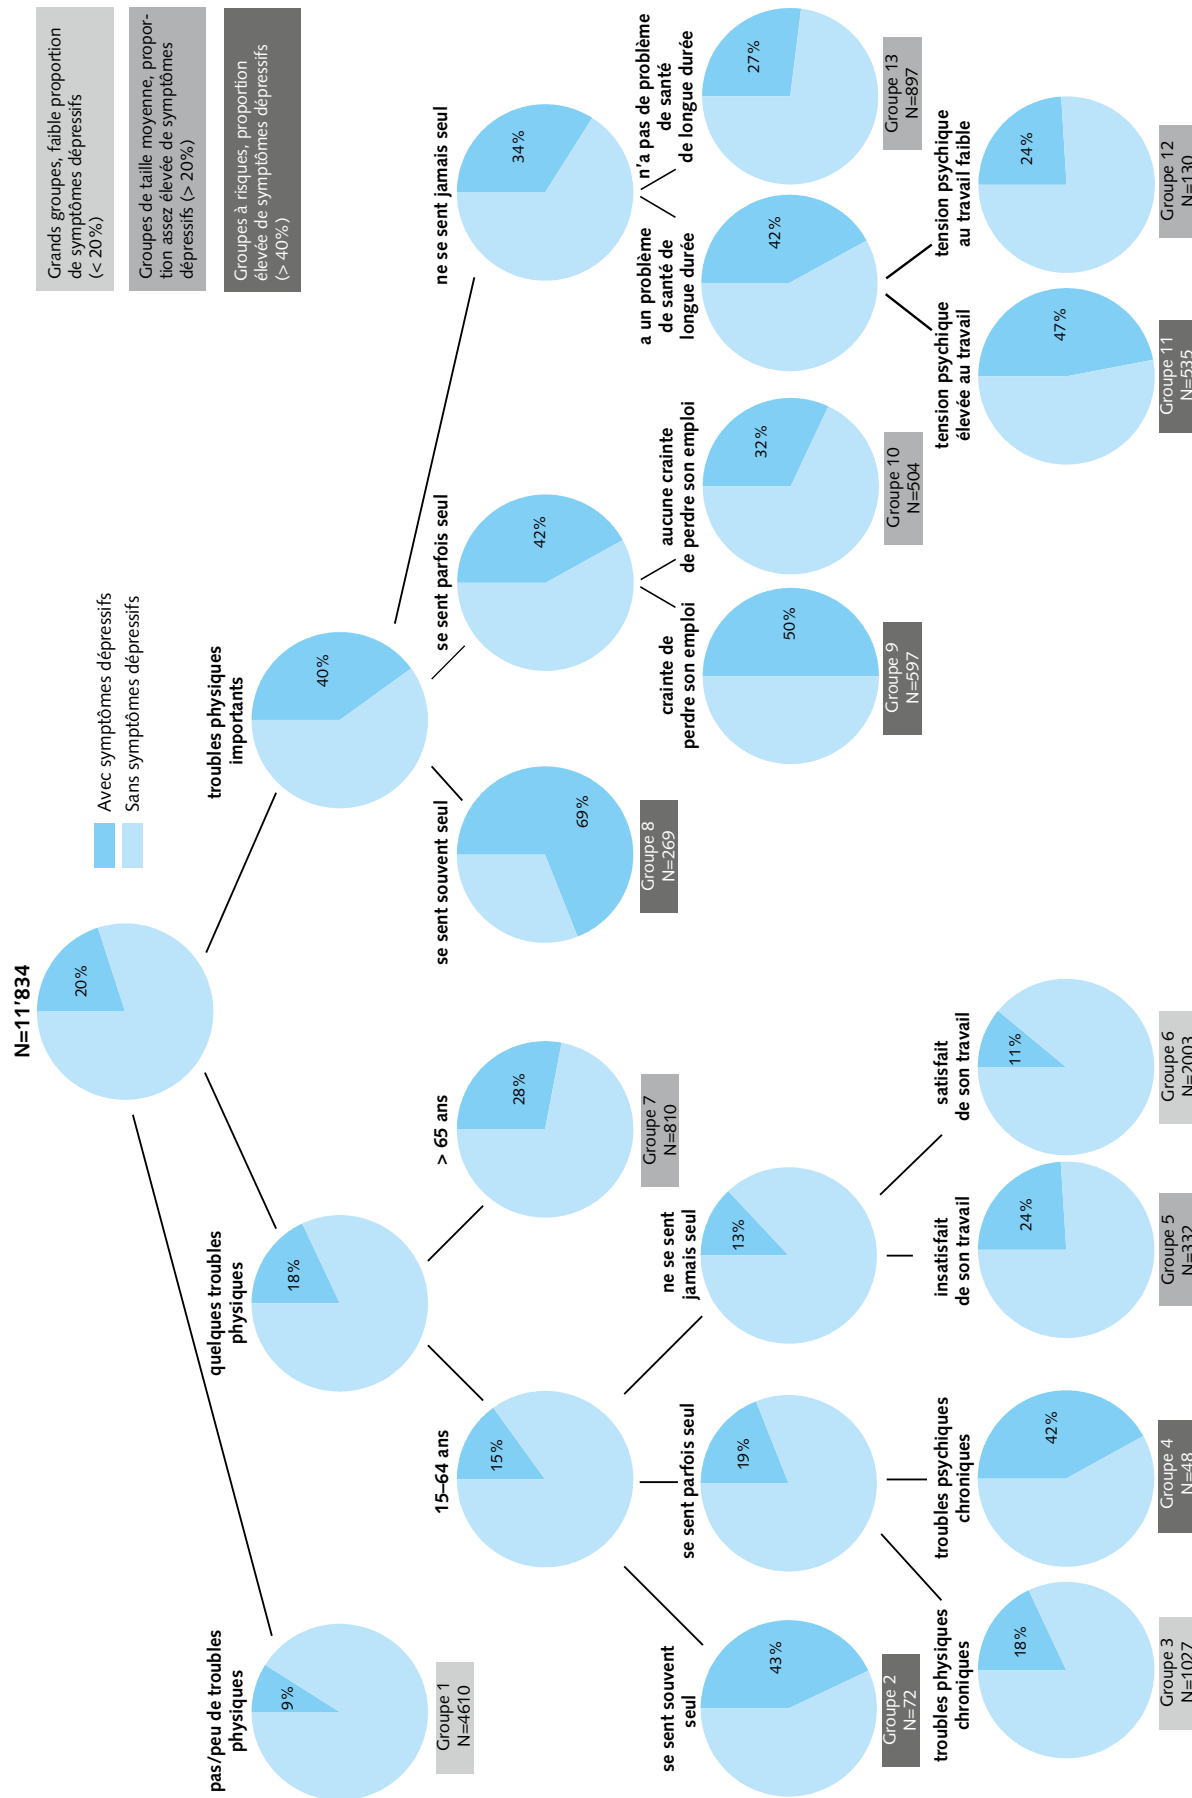 N=11'834
20%
Avec symptômes dépressifs
Sans symptômes dépressifs
Grands groupes, faible proportion
de symptômes dépressifs
(< 20%)
Groupes de taille moyenne, propor-
tion assez élevée de symptômes
dépressifs (> 20%)
Groupes à risques, proportion
élevée de symptômes dépressifs
(> 40%)
pas/peu de troubles
physiques
9%
Groupe 1
N=4610
quelques troubles
physiques
18%
troubles physiques
importants
40%
15–64 ans
15%
> 65 ans
28%
Groupe 7
N=810
se sent souvent seul
69%
Groupe 8
N=269
se sent parfois seul
42%
ne se sent jamais seul
34%
se sent souvent
seul
43%
Groupe 2
N=72
se sent parfois seul
19%
ne se sent
jamais seul
13%
crainte de
perdre son emploi
50%
Groupe 9
N=597
aucune crainte
de perdre son emploi
32%
Groupe 10
N=504
a un problème
de santé de
longue durée
42%
n'a pas de problème
de santé
de longue durée
27%
Groupe 13
N=897
troubles physiques
chroniques
18%
Groupe 3
N=1027
troubles psychiques
chroniques
42%
Groupe 4
N=48
insatisfait
de son travail
24%
Groupe 5
N=332
satisfait
de son travail
11%
Groupe 6
N=2003
tension psychique
élevée au travail
47%
Groupe 11
N=535
tension psychique
au travail faible
24%
Groupe 12
N=130